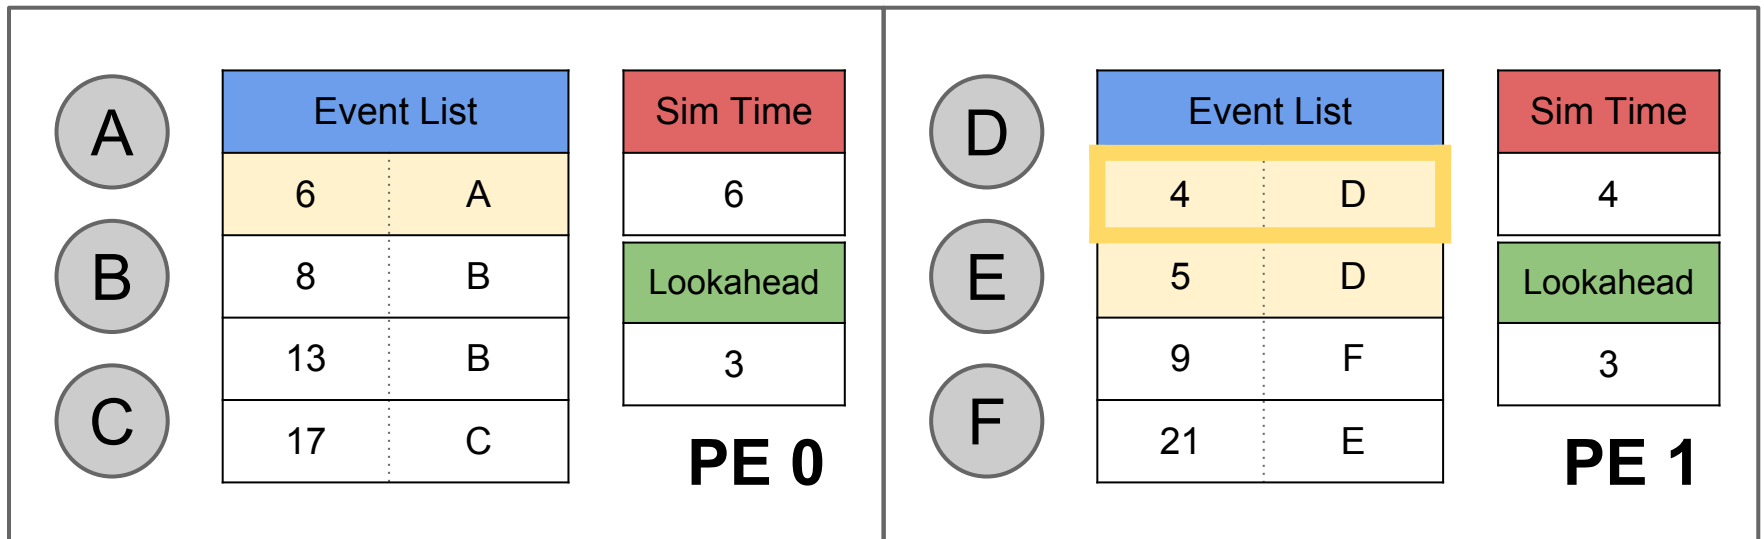 A
B
C
Event List
6 A
8 B
13 B
17 C
Sim Time
6
Lookahead
3
PE 0
D
E
F
Event List
4 D
5 D
9 F
21 E
Sim Time
4
Lookahead
3
PE 1